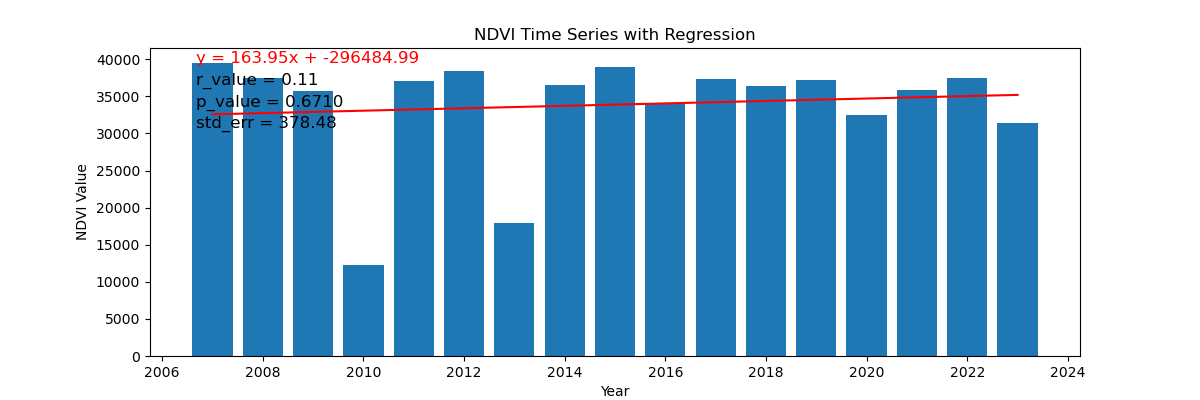 NDVI Time Series with Regression
y = 163.95x + -296484.99
r_value = 0.11
p_value = 0.6710
std_err = 378.48
40000
35000
30000
25000
20000
15000
10000
5000
0
NDVI Value
2006 2008 2010 2012 2014 2016 2018 2020 2022 2024
Year